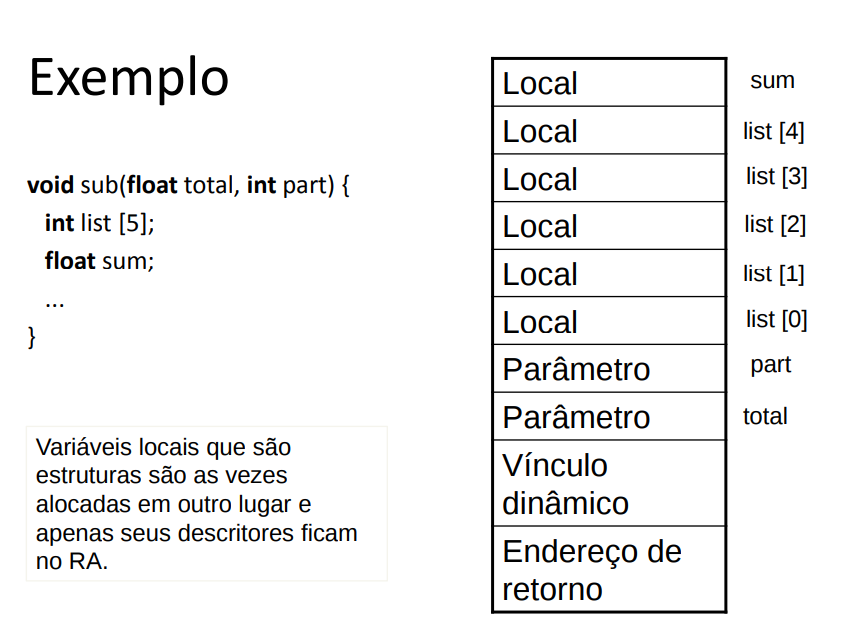 Exemplo
void sub(float total, int part) {
int list [5];
float sum;
...
}
Variáveis locais que são
estruturas são as vezes
alocadas em outro lugar e
apenas seus descritores ficam
no RA.
Local sum
Local list [4]
Local list [3]
Local list [2]
Local list [1]
Local list [0]
Parâmetro part
Parâmetro total
Vínculo
dinâmico
Endereço de
retorno